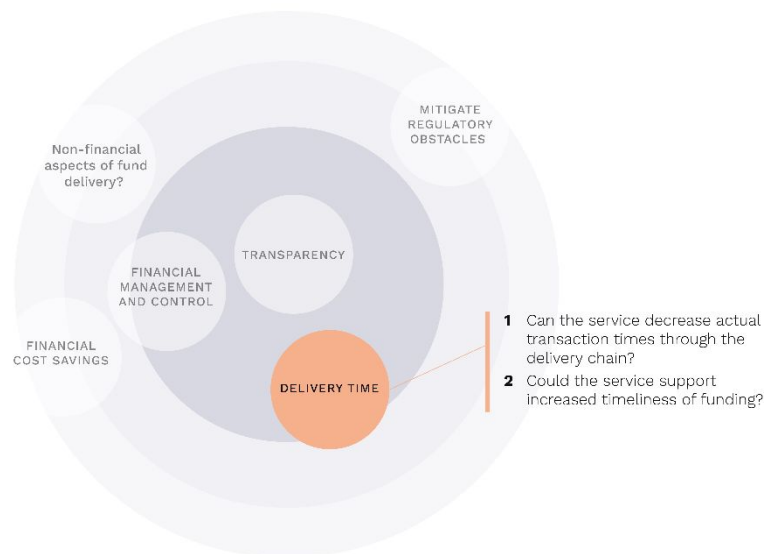 MITIGATE
REGULATORY
OBSTACLES
Non-financial
aspects of fund
delivery?
TRANSPARENCY
FINANCIAL
MANAGEMENT
AND CONTROL
FINANCIAL
COST SAVINGS
DELIVERY TIME
1 Can the service decrease actual
transaction times through the
delivery chain?
2 Could the service support
increased timeliness of funding?